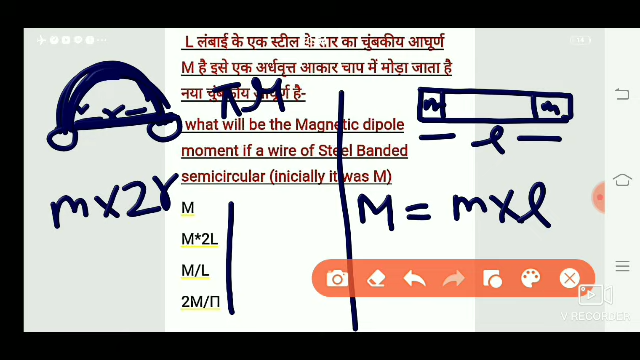 L लंबाई के एक स्टील के तार का चुंबकीय आघूर्ण
M है इसे एक अर्धवृत्त आकार चाप में मोड़ा जाता है
नया चुंबकीय आघूर्ण है-
what will be the Magnetic dipole
moment if a wire of Steel Banded
semicircular (inicially it was M)
m×2r
M = m×l
l
M
M*2L
M/L
2M/Π
V RECORDER